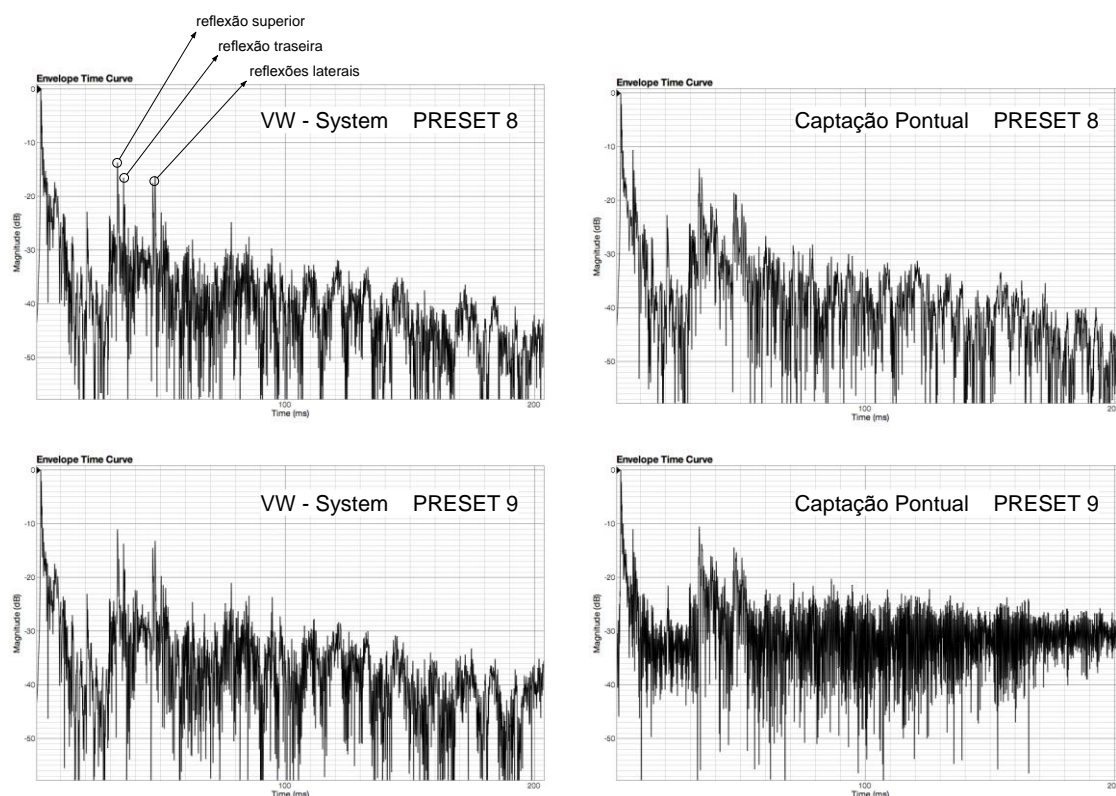 reflexão superior
reflexão traseira
reflexões laterais
Envelope Time Curve
VW - System PRESET 8
0
-10
-20
-30
-40
-50
Magnitude (dB)
100
200
Time (ms)
Envelope Time Curve
Captação Pontual PRESET 8
0
-10
-20
-30
-40
-50
Magnitude (dB)
100
20
Time (ms)
Envelope Time Curve
VW - System PRESET 9
0
-10
-20
-30
-40
-50
Magnitude (dB)
100
200
Time (ms)
Envelope Time Curve
Captação Pontual PRESET 9
0
-10
-20
-30
-40
-50
Magnitude (dB)
100
20
Time (ms)